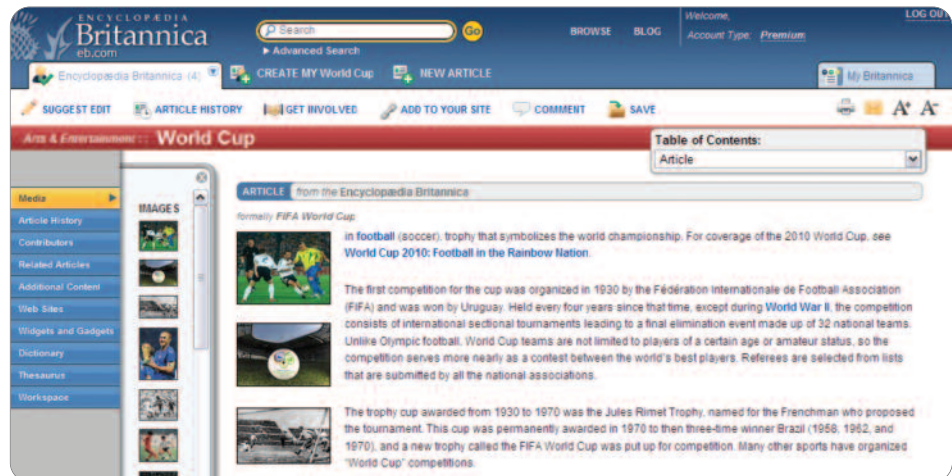 ENCYCLOPÆDIA
Britannica
eb.com
Search
Go
Advanced Search
BROWSE
BLOG
Welcome,
Account Type: Premium
LOG OUT
Encyclopædia Britannica (4)
CREATE MY World Cup
NEW ARTICLE
My Britannica
SUGGEST EDIT
ARTICLE HISTORY
GET INVOLVED
ADD TO YOUR SITE
COMMENT
SAVE
A+ A-
Arts & Entertainment :: World Cup
Table of Contents:
Article
Media
Article History
Contributors
Related Articles
Additional Content
Web Sites
Widgets and Gadgets
Dictionary
Thesaurus
Workspace
IMAGES
ARTICLE from the Encyclopædia Britannica
formally FIFA World Cup
in football (soccer), trophy that symbolizes the world championship. For coverage of the 2010 World Cup, see
World Cup 2010: Football in the Rainbow Nation.
The first competition for the cup was organized in 1930 by the Fédération Internationale de Football Association
(FIFA) and was won by Uruguay. Held every four years since that time, except during World War II, the competition
consists of international sectional tournaments leading to a final elimination event made up of 32 national teams.
Unlike Olympic football, World Cup teams are not limited to players of a certain age or amateur status, so the
competition serves more nearly as a contest between the world's best players. Referees are selected from lists
that are submitted by all the national associations.
The trophy cup awarded from 1930 to 1970 was the Jules Rimet Trophy, named for the Frenchman who proposed
the tournament. This cup was permanently awarded in 1970 to then three-time winner Brazil (1958, 1962, and
1970), and a new trophy called the FIFA World Cup was put up for competition. Many other sports have organized
"World Cup" competitions.